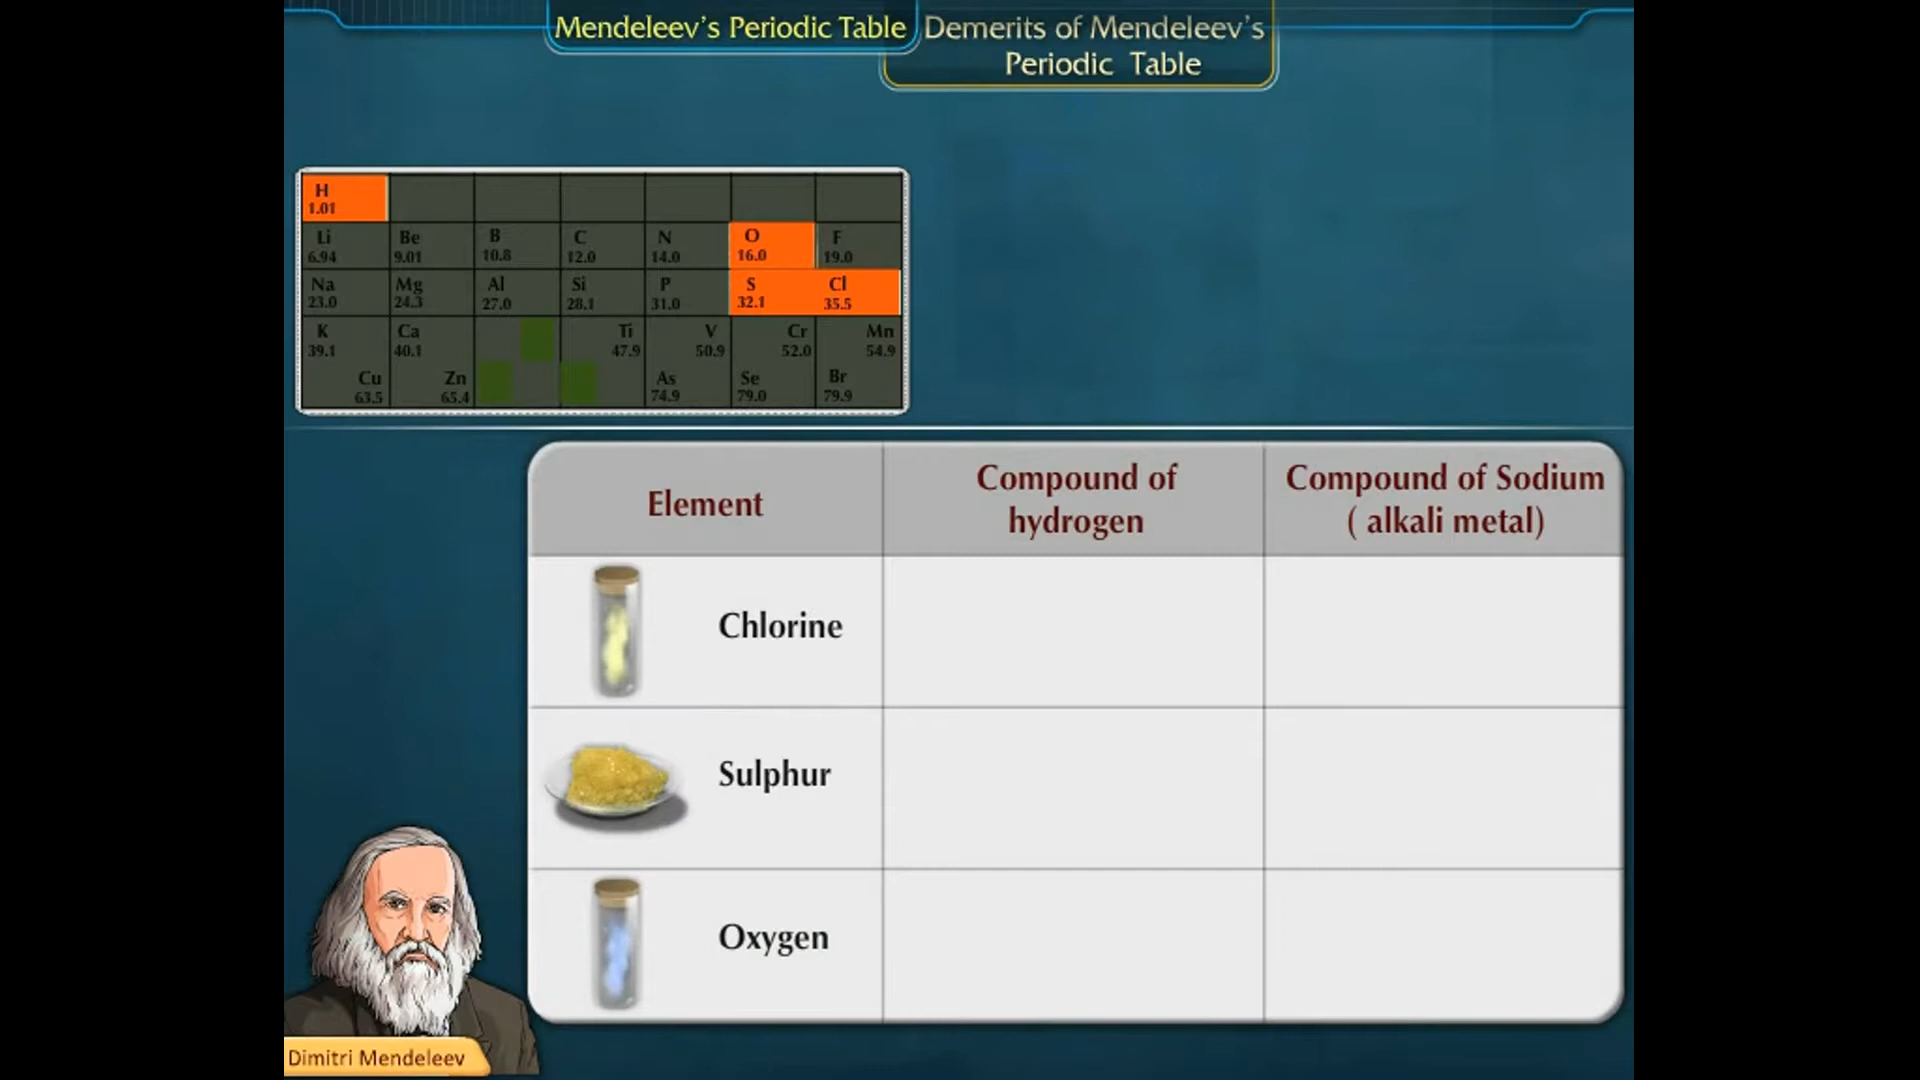 Mendeleev's Periodic Table
Demerits of Mendeleev's
Periodic Table
H
1.01
Li Be B C N O F
6.94 9.01 10.8 12.0 14.0 16.0 19.0
Na Mg Al Si P S Cl
23.0 24.3 27.0 28.1 31.0 32.1 35.5
K Ca Ti V Cr Mn
39.1 40.1 47.9 50.9 52.0 54.9
Cu Zn As Se Br
63.5 65.4 74.9 79.0 79.9
Element
Compound of
hydrogen
Compound of Sodium
( alkali metal)
Chlorine
Sulphur
Oxygen
Dimitri Mendeleev